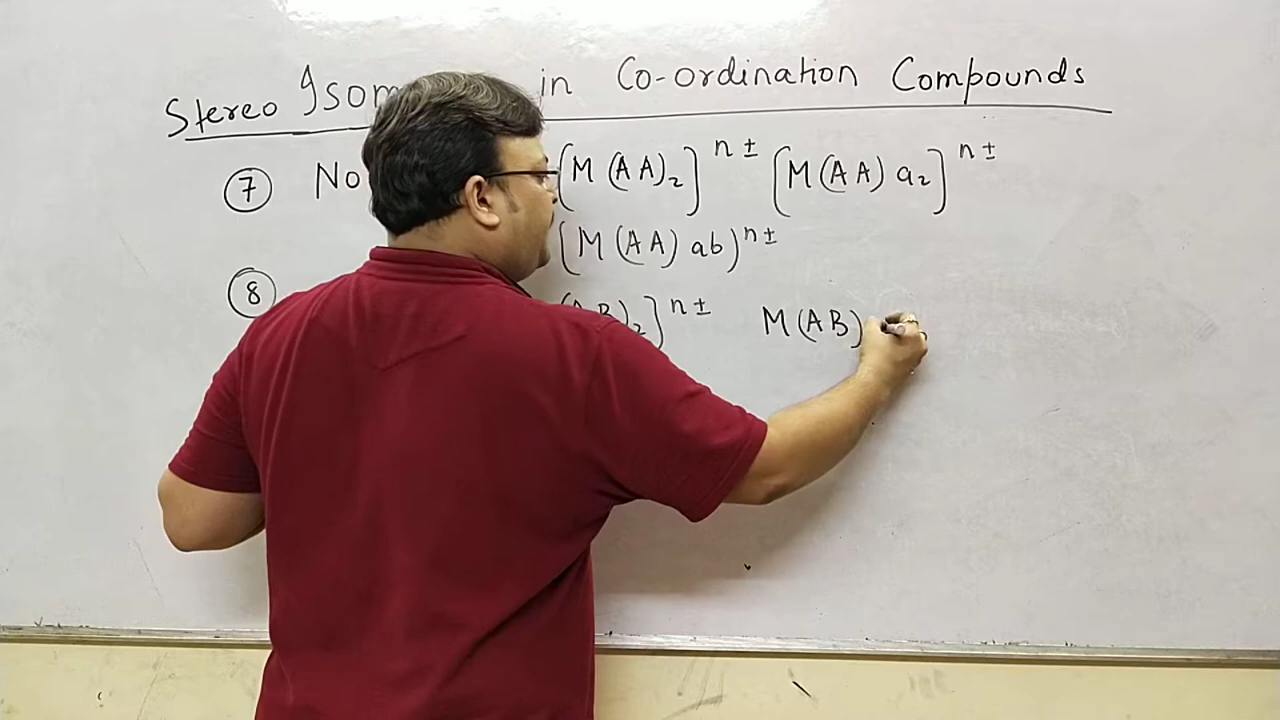 Stereo Isom in Co-ordination Compounds
7 No [M(AA)₂]ⁿ± [M(AA)a₂]ⁿ±
[M(AA)ab)ⁿ±
8 (AB)₂]ⁿ± M(AB)